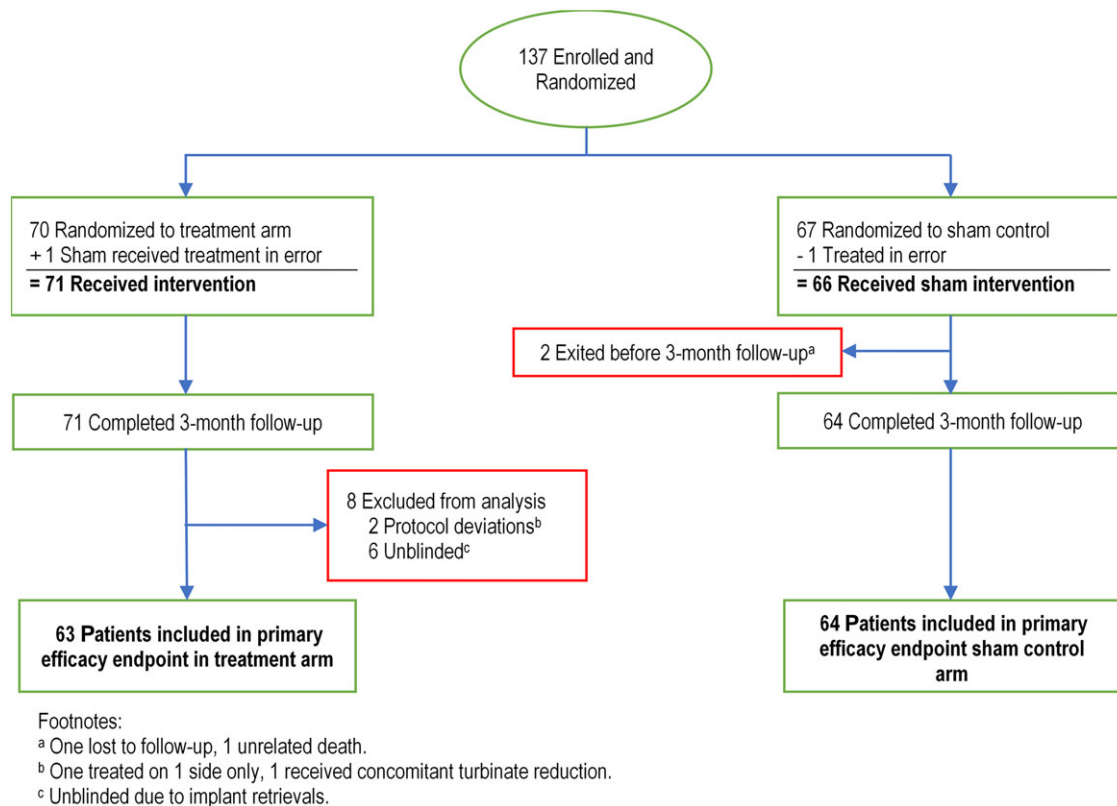 137 Enrolled and
Randomized
70 Randomized to treatment arm
+ 1 Sham received treatment in error
= 71 Received intervention
67 Randomized to sham control
- 1 Treated in error
= 66 Received sham intervention
2 Exited before 3-month follow-upᵃ
71 Completed 3-month follow-up
64 Completed 3-month follow-up
8 Excluded from analysis
2 Protocol deviationsᵇ
6 Unblindedᶜ
63 Patients included in primary
efficacy endpoint in treatment arm
64 Patients included in primary
efficacy endpoint sham control
arm
Footnotes:
ᵃ One lost to follow-up, 1 unrelated death.
ᵇ One treated on 1 side only, 1 received concomitant turbinate reduction.
ᶜ Unblinded due to implant retrievals.